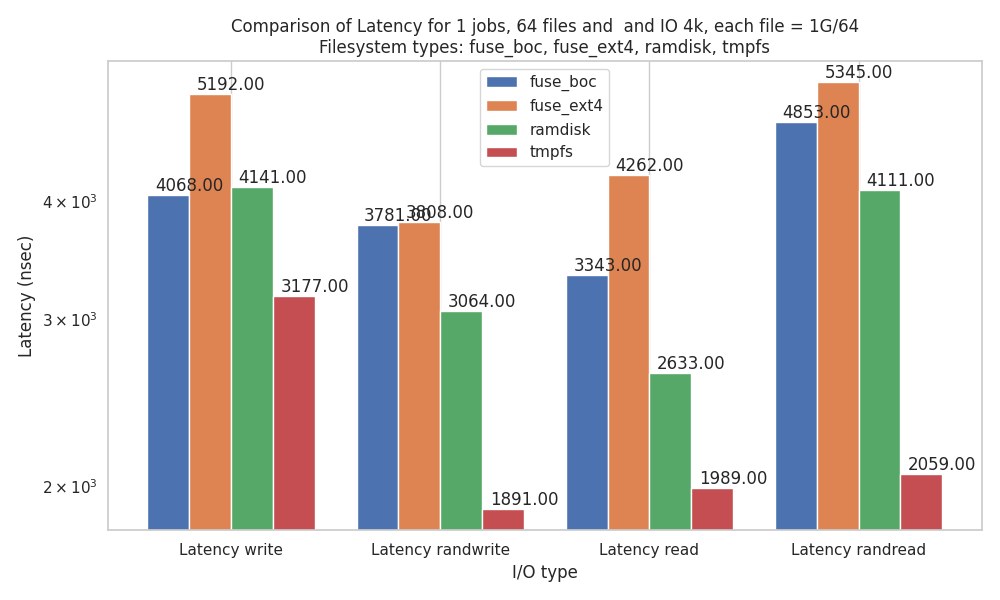 Comparison of Latency for 1 jobs, 64 files and  and IO 4k, each file = 1G/64
Filesystem types: fuse_boc, fuse_ext4, ramdisk, tmpfs
fuse_boc
fuse_ext4
ramdisk
tmpfs
Latency (nsec)
4 × 10³
3 × 10³
2 × 10³
4068.00
5192.00
4141.00
3177.00
3781.00
3808.00
3064.00
1891.00
3343.00
4262.00
2633.00
1989.00
4853.00
5345.00
4111.00
2059.00
Latency write
Latency randwrite
Latency read
Latency randread
I/O type